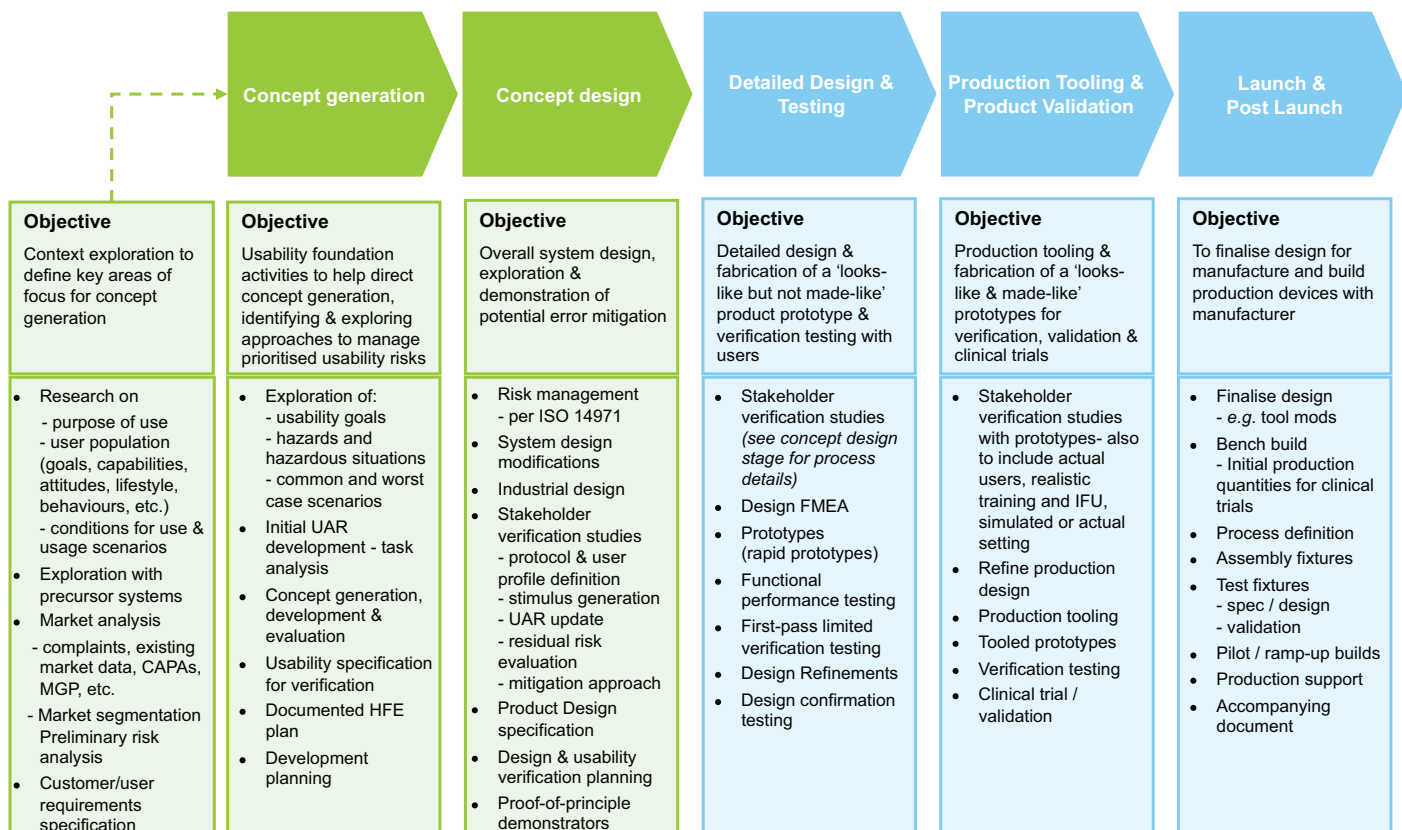 Concept generation
Concept design
Detailed Design &
Testing
Production Tooling &
Product Validation
Launch &
Post Launch
Objective
Context exploration to
define key areas of
focus for concept
generation
• Research on
- purpose of use
- user population
(goals, capabilities,
attitudes, lifestyle,
behaviours, etc.)
- conditions for use &
usage scenarios
• Exploration with
precursor systems
• Market analysis
- complaints, existing
market data, CAPAs,
MGP, etc.
- Market segmentation
Preliminary risk
analysis
• Customer/user
requirements
specification
Objective
Usability foundation
activities to help direct
concept generation,
identifying & exploring
approaches to manage
prioritised usability risks
• Exploration of:
- usability goals
- hazards and
hazardous situations
- common and worst
case scenarios
• Initial UAR
development - task
analysis
• Concept generation,
development &
evaluation
• Usability specification
for verification
• Documented HFE
plan
• Development
planning
Objective
Overall system design,
exploration &
demonstration of
potential error mitigation
• Risk management
- per ISO 14971
• System design
modifications
• Industrial design
• Stakeholder
verification studies
- protocol & user
profile definition
- stimulus generation
- UAR update
- residual risk
evaluation
- mitigation approach
• Product Design
specification
• Design & usability
verification planning
• Proof-of-principle
demonstrators
Objective
Detailed design &
fabrication of a ‘looks-
like but not made-like’
product prototype &
verification testing with
users
• Stakeholder
verification studies
(see concept design
stage for process
details)
• Design FMEA
• Prototypes
(rapid prototypes)
• Functional
performance testing
• First-pass limited
verification testing
• Design Refinements
• Design confirmation
testing
Objective
Production tooling &
fabrication of a ‘looks-
like & made-like’
prototypes for
verification, validation &
clinical trials
• Stakeholder
verification studies
with prototypes- also
to include actual
users, realistic
training and IFU,
simulated or actual
setting
• Refine production
design
• Production tooling
• Tooled prototypes
• Verification testing
• Clinical trial /
validation
Objective
To finalise design for
manufacture and build
production devices with
manufacturer
• Finalise design
- e.g. tool mods
• Bench build
- Initial production
quantities for clinical
trials
• Process definition
• Assembly fixtures
• Test fixtures
- spec / design
- validation
• Pilot / ramp-up builds
• Production support
• Accompanying
document